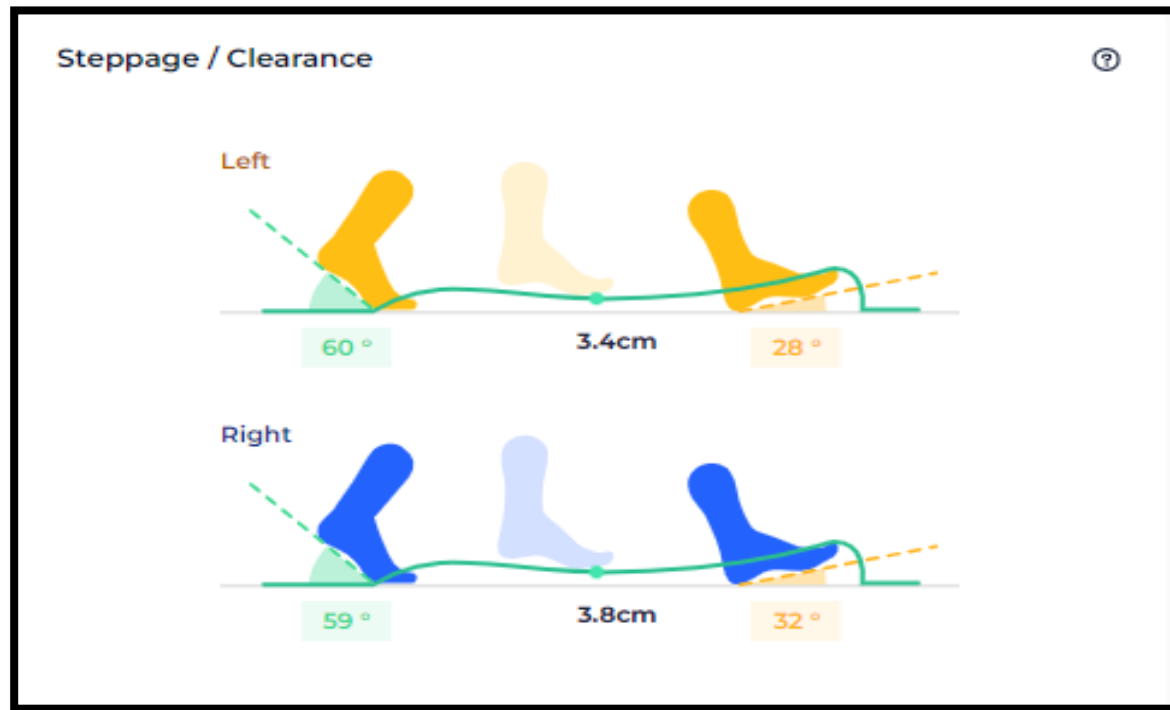 Steppage / Clearance
Left
60 °
3.4cm
28 °
Right
59 °
3.8cm
32 °